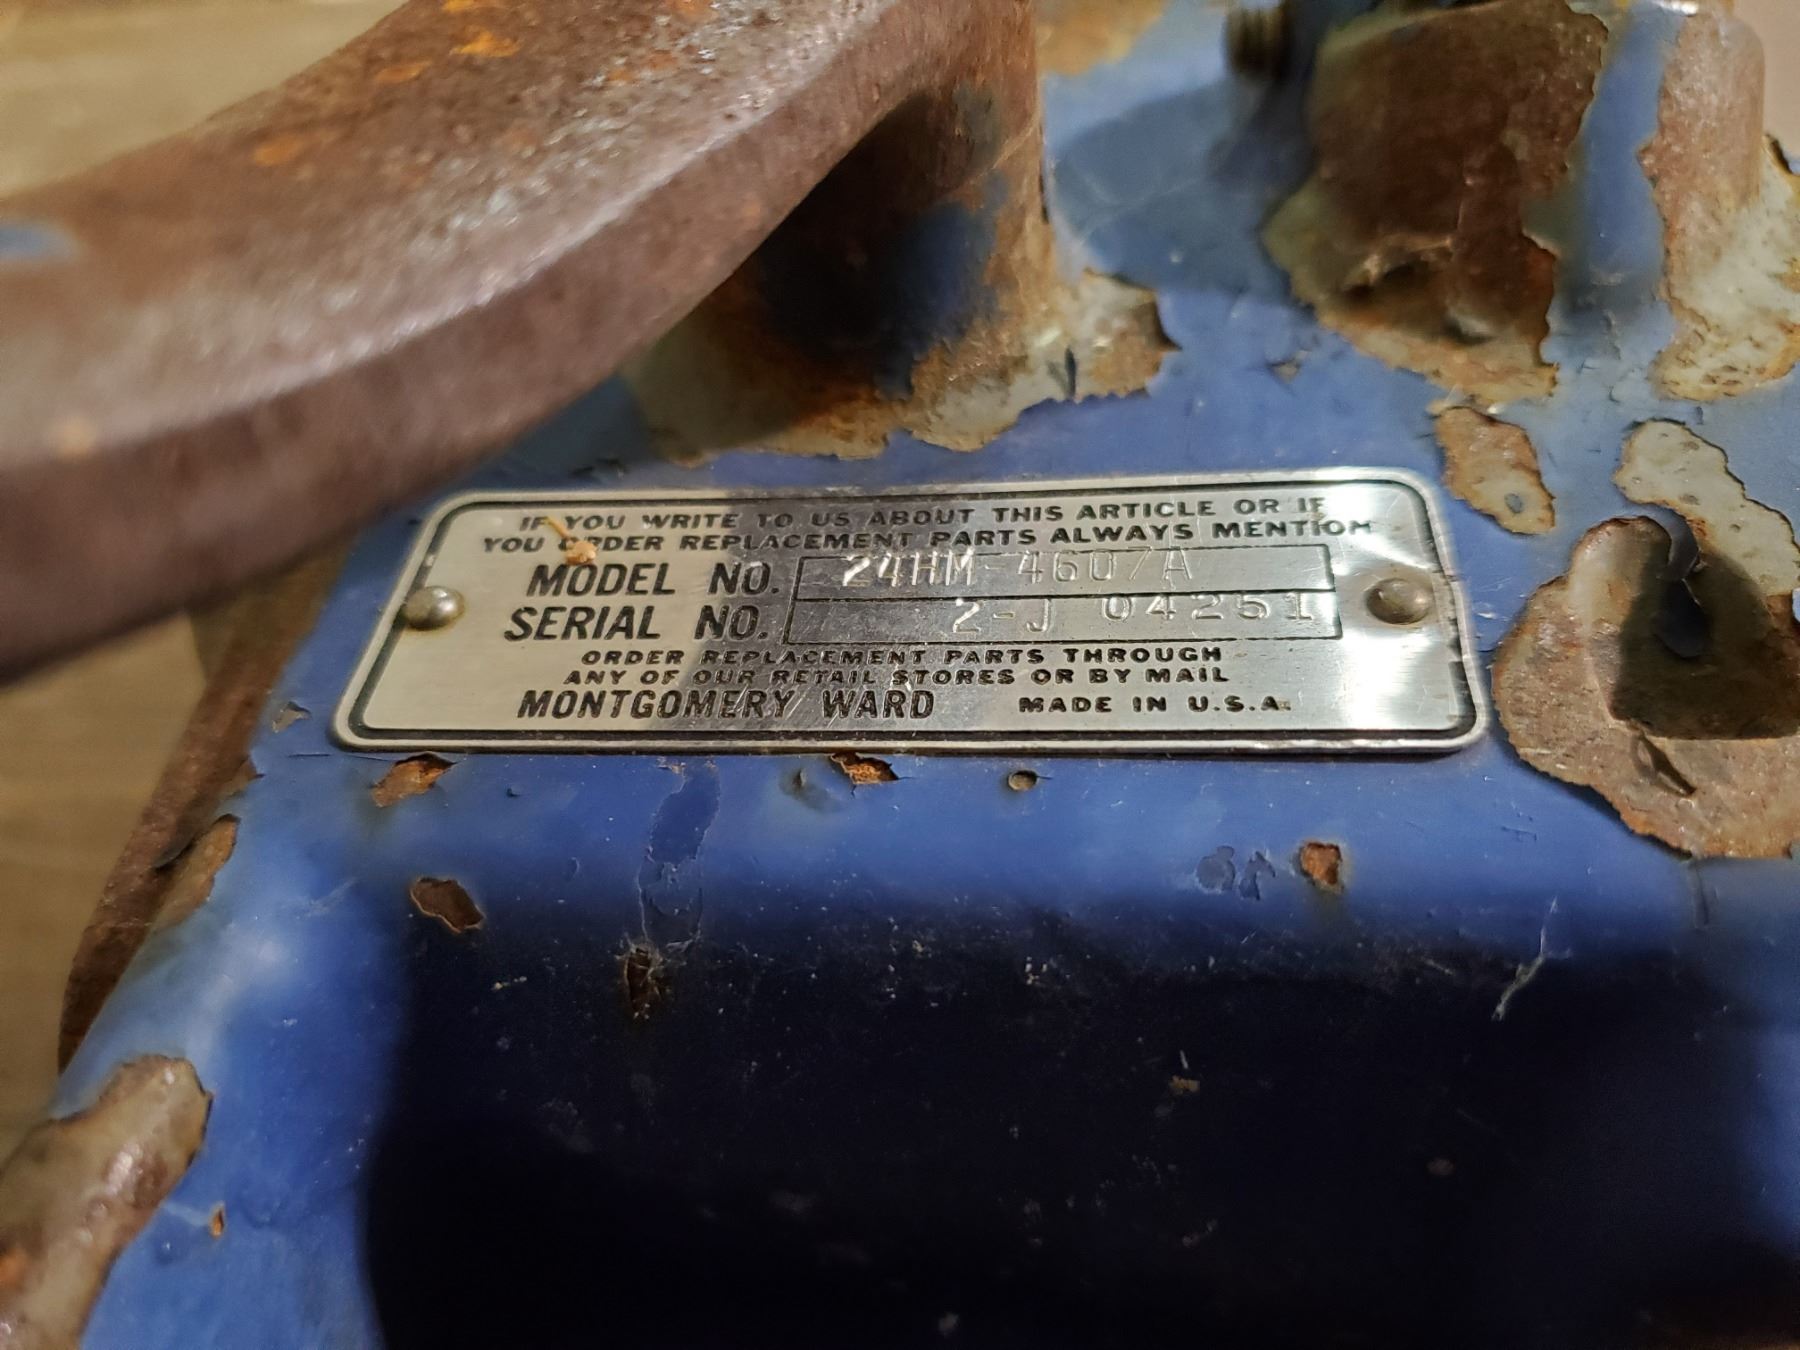 IF YOU WRITE TO US ABOUT THIS ARTICLE OR IF
YOU ORDER REPLACEMENT PARTS ALWAYS MENTION
MODEL NO. 24HM-4607A
SERIAL NO. 2-J 04251
ORDER REPLACEMENT PARTS THROUGH
ANY OF OUR RETAIL STORES OR BY MAIL
MONTGOMERY WARD MADE IN U.S.A.